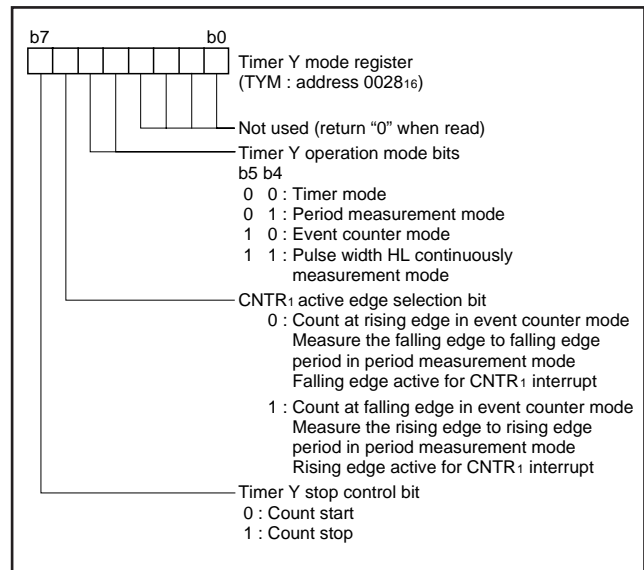 b7 b0
Timer Y mode register
(TYM : address 002816)
Not used (return “0” when read)
Timer Y operation mode bits
b5 b4
0 0 : Timer mode
0 1 : Period measurement mode
1 0 : Event counter mode
1 1 : Pulse width HL continuously
measurement mode
CNTR1 active edge selection bit
0 : Count at rising edge in event counter mode
Measure the falling edge to falling edge
period in period measurement mode
Falling edge active for CNTR1 interrupt
1 : Count at falling edge in event counter mode
Measure the rising edge to rising edge
period in period measurement mode
Rising edge active for CNTR1 interrupt
Timer Y stop control bit
0 : Count start
1 : Count stop